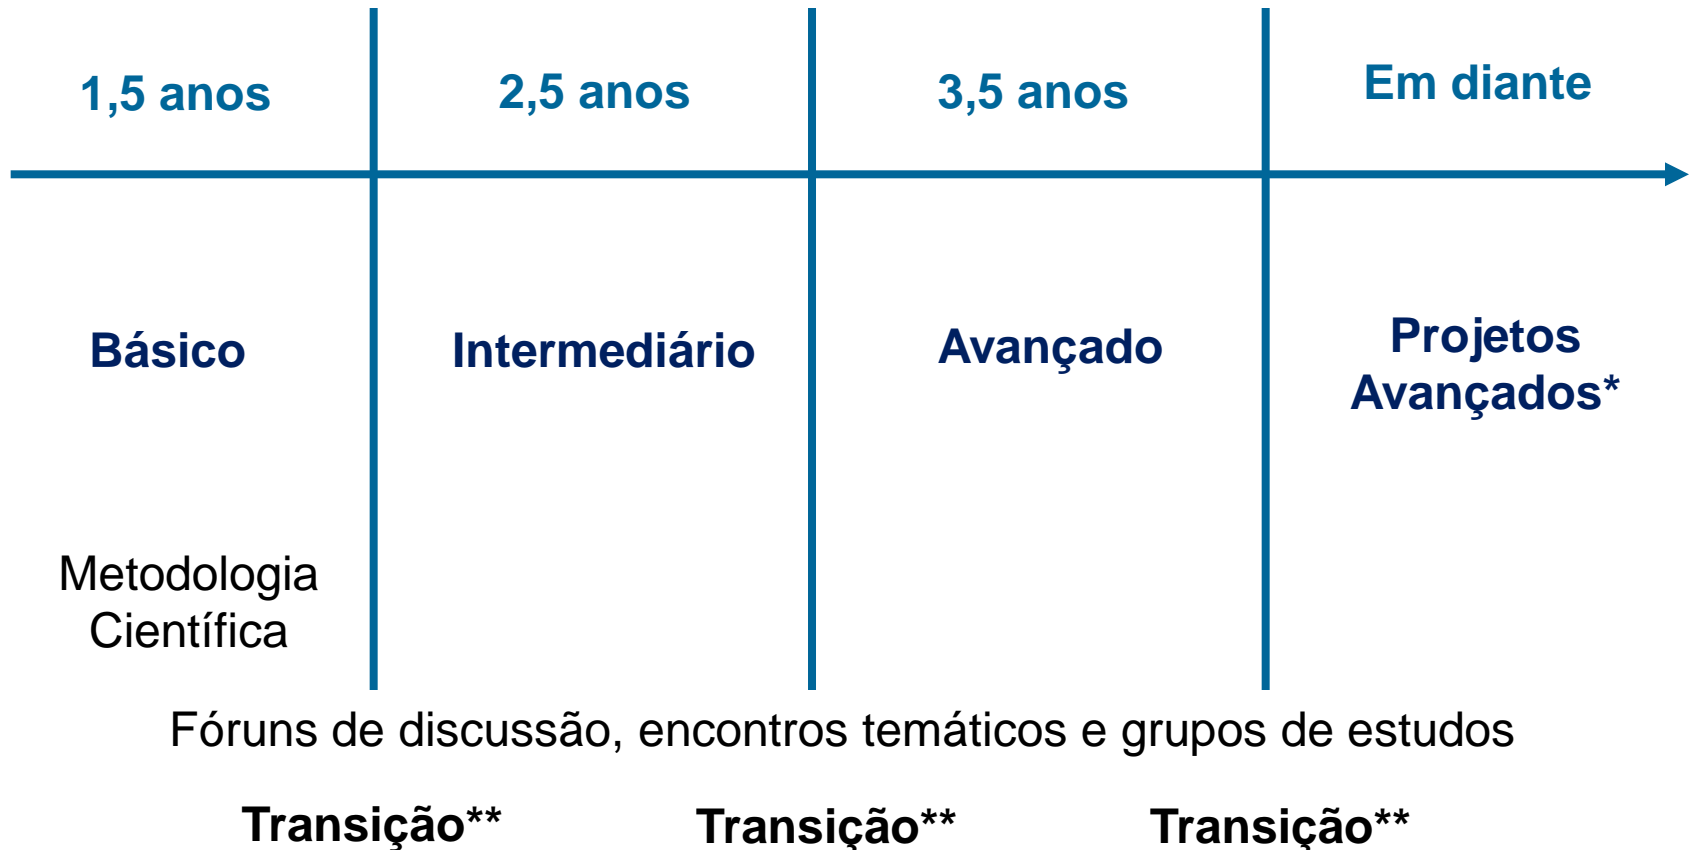 1,5 anos
2,5 anos
3,5 anos
Em diante
Básico
Intermediário
Avançado
Projetos
Avançados*
Metodologia
Científica
Fóruns de discussão, encontros temáticos e grupos de estudos
Transição**
Transição**
Transição**